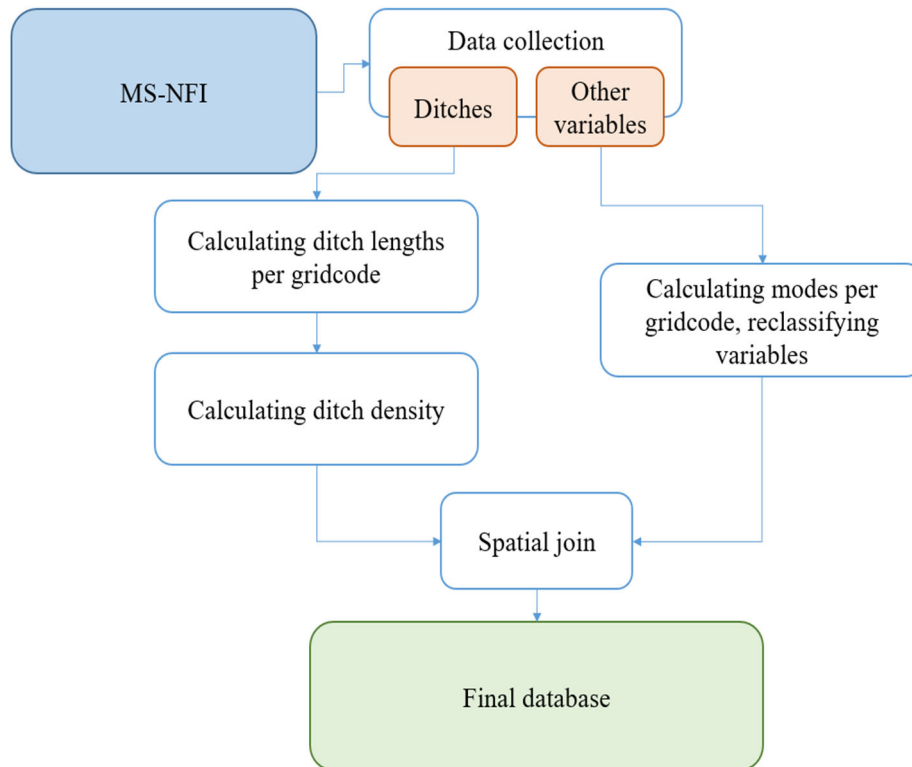 MS-NFI
Data collection
Ditches
Other
variables
Calculating ditch lengths
per gridcode
Calculating modes per
gridcode, reclassifying
variables
Calculating ditch density
Spatial join
Final database